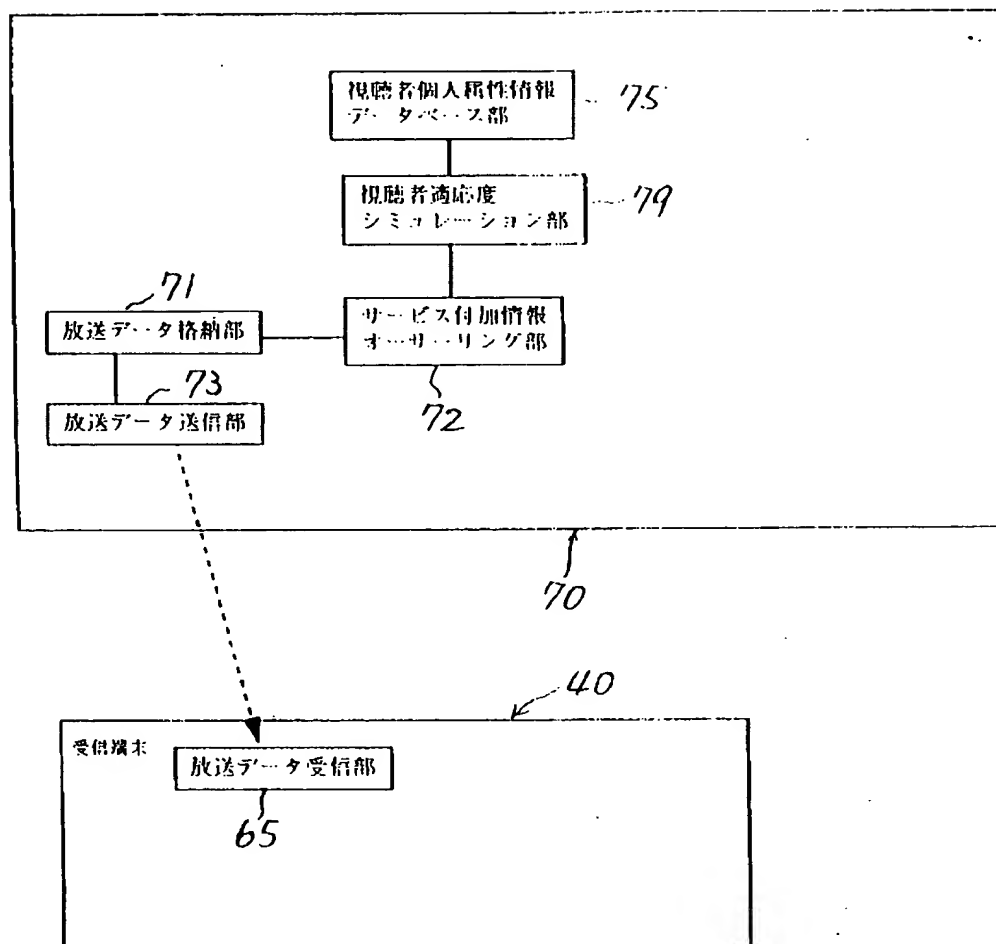 視聴者個人属性情報
データベース部
75
視聴者適応度
シミュレーション部
79
71
放送データ格納部
サービス付加情報
オーサーリング部
73
放送データ送信部
72
70
40
受信端末
放送データ受信部
65